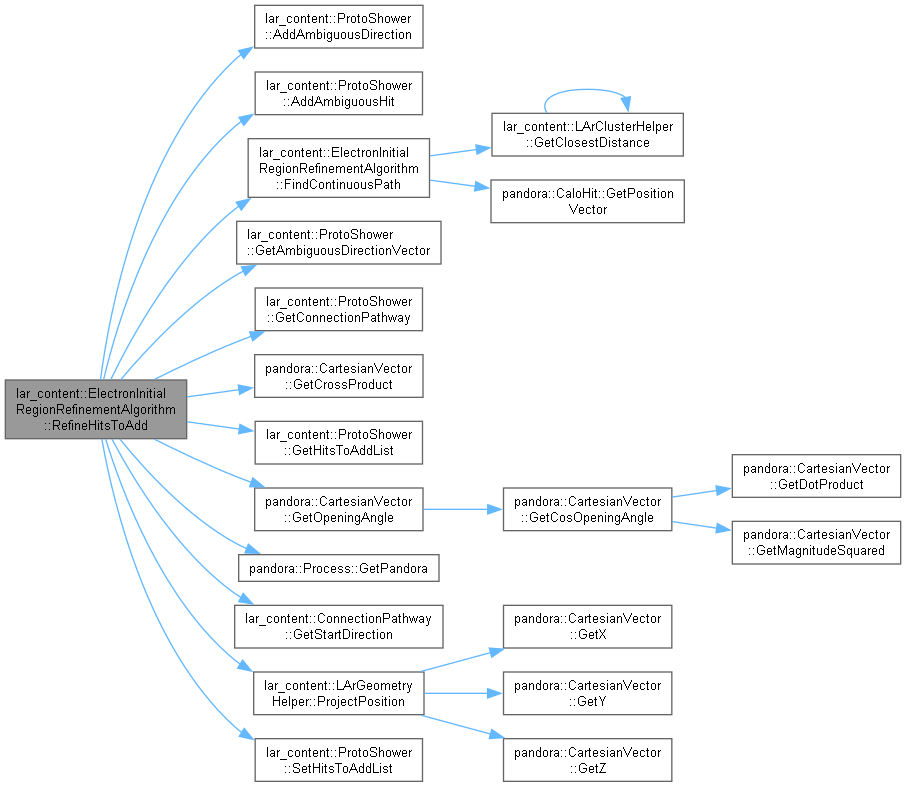 lar_content::ProtoShower
::AddAmbiguousDirection
lar_content::ProtoShower
::AddAmbiguousHit
lar_content::LArClusterHelper
::GetClosestDistance
lar_content::ElectronInitial
RegionRefinementAlgorithm
::FindContinuousPath
pandora::CaloHit::GetPosition
Vector
lar_content::ProtoShower
::GetAmbiguousDirectionVector
lar_content::ProtoShower
::GetConnectionPathway
pandora::CartesianVector
::GetCrossProduct
lar_content::ElectronInitial
RegionRefinementAlgorithm
::RefineHitsToAdd
lar_content::ProtoShower
::GetHitsToAddList
pandora::CartesianVector
::GetDotProduct
pandora::CartesianVector
::GetOpeningAngle
pandora::CartesianVector
::GetCosOpeningAngle
pandora::CartesianVector
::GetMagnitudeSquared
pandora::Process::GetPandora
lar_content::ConnectionPathway
::GetStartDirection
pandora::CartesianVector
::GetX
lar_content::LArGeometry
Helper::ProjectPosition
pandora::CartesianVector
::GetY
lar_content::ProtoShower
::SetHitsToAddList
pandora::CartesianVector
::GetZ